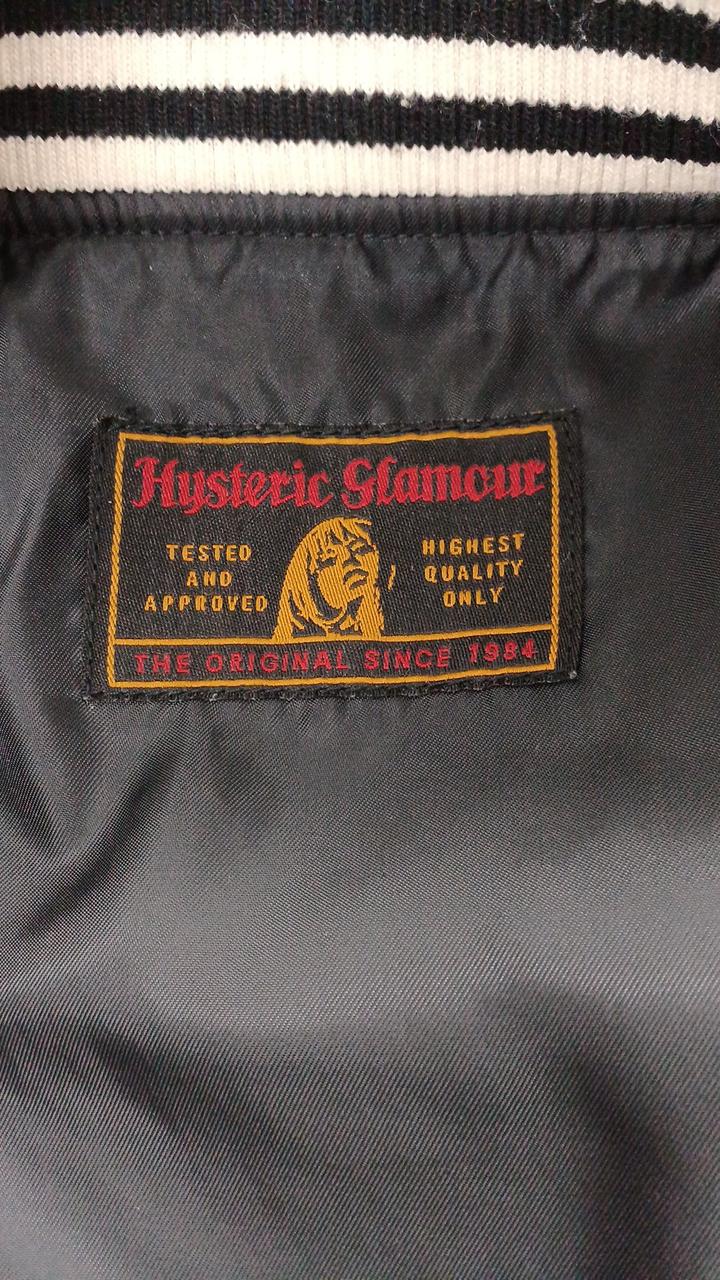 Hysteric Glamour
TESTED
AND
APPROVED
HIGHEST
QUALITY
ONLY
THE ORIGINAL SINCE 1984